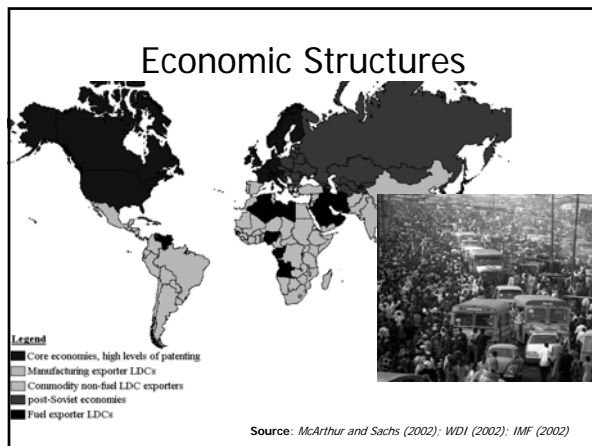 Economic Structures
Legend
Core economies, high levels of patenting
Manufacturing exporter LDCs
Commodity non-fuel LDC exporters
post-Soviet economies
Fuel exporter LDCs
Source: McArthur and Sachs (2002); WDI (2002); IMF (2002)